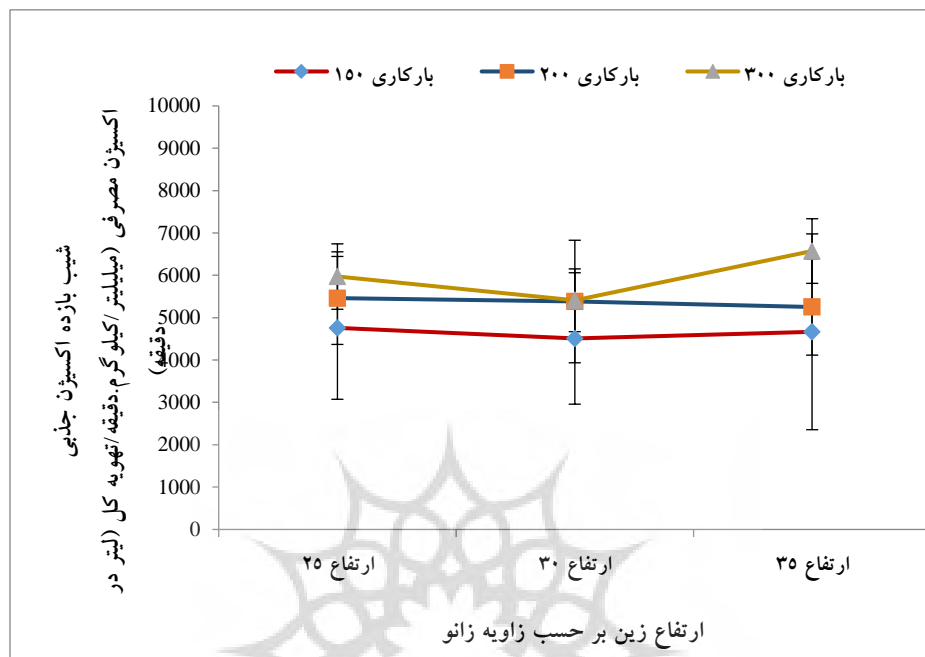 بارکاری ۱۵۰ بارکاری ۲۰۰ بارکاری ۳۰۰
شیب بازده اکسیژن جذبی
اکسیژن مصرفی (میلیلیتر/کیلوگرم.دقیقه/تهویه کل (لیتر در
دقیقه)
10000
9000
8000
7000
6000
5000
4000
3000
2000
1000
0
ارتفاع ۲۵ ارتفاع ۳۰ ارتفاع ۳۵
ارتفاع زین بر حسب زاویه زانو